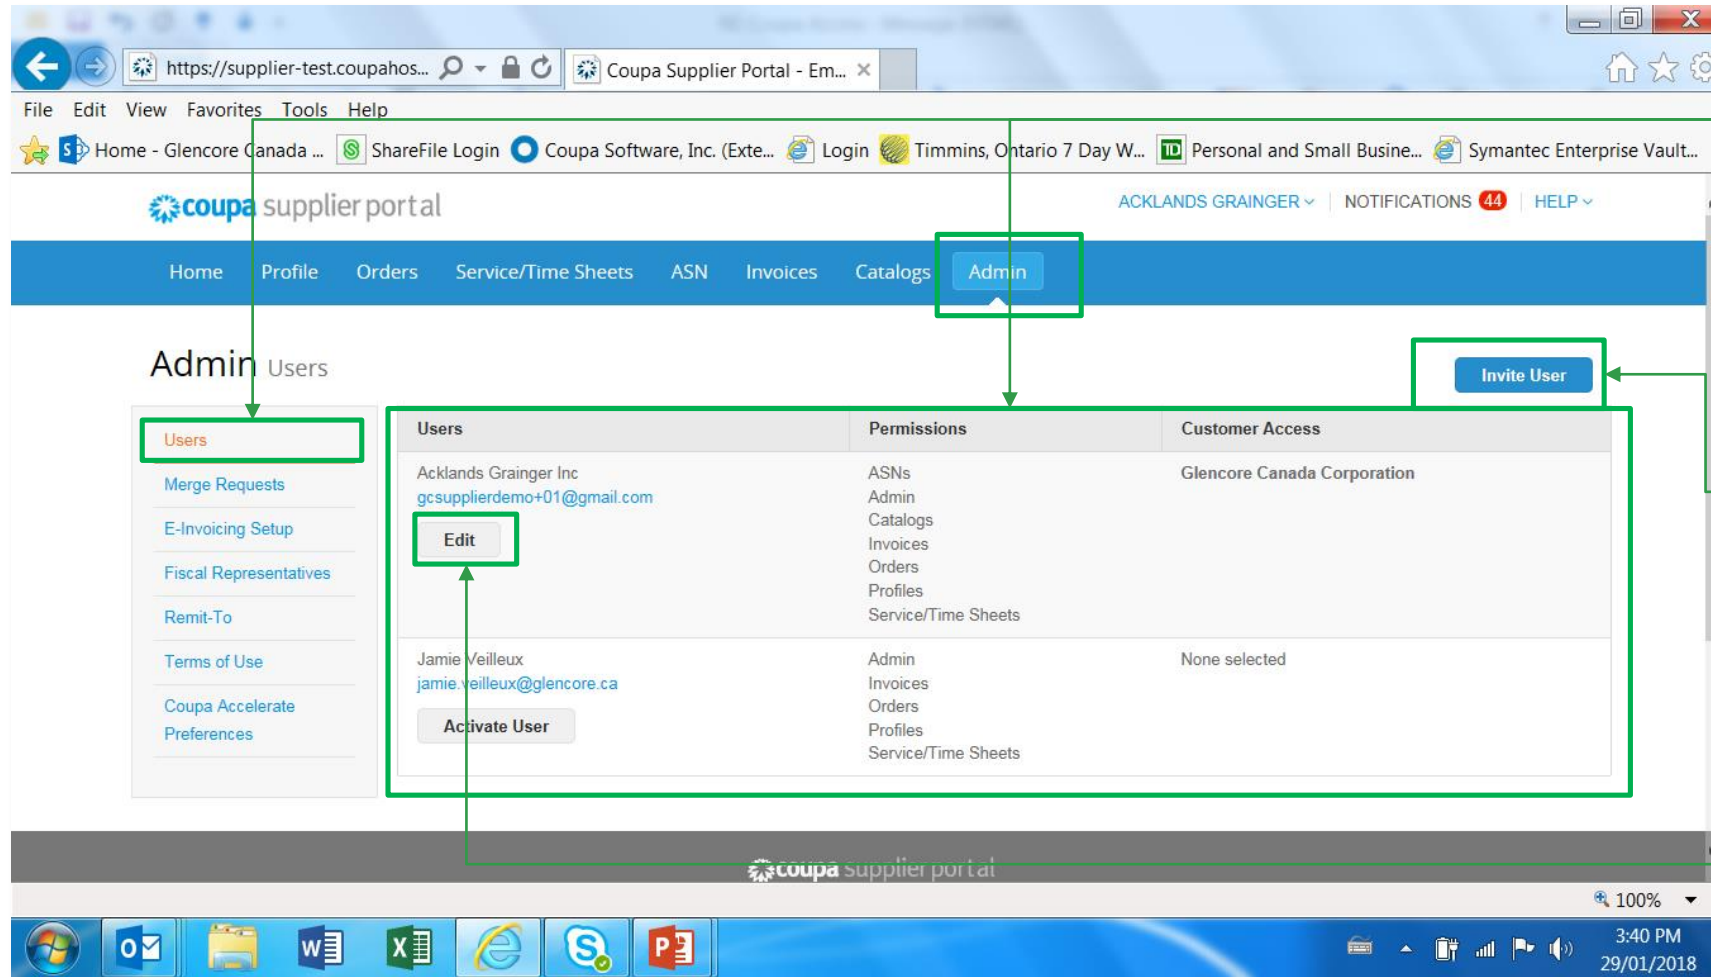 https://supplier-test.coupahos...
Coupa Supplier Portal - Em...
File Edit View Favorites Tools Help
Home - Glencore Canada ... ShareFile Login Coupa Software, Inc. (Exte... Login Timmins, Ontario 7 Day W... Personal and Small Busine... Symantec Enterprise Vault...
coupa supplier portal
ACKLANDS GRAINGER NOTIFICATIONS 44 HELP
Home Profile Orders Service/Time Sheets ASN Invoices Catalogs Admin
Admin Users
Invite User
Users
Merge Requests
E-Invoicing Setup
Fiscal Representatives
Remit-To
Terms of Use
Coupa Accelerate
Preferences
Users Permissions Customer Access
Acklands Grainger Inc
gcsupplierdemo+01@gmail.com
Edit
ASNs
Admin
Catalogs
Invoices
Orders
Profiles
Service/Time Sheets
Glencore Canada Corporation
Jamie Veilleux
jamie.veilleux@glencore.ca
Activate User
Admin
Invoices
Orders
Profiles
Service/Time Sheets
None selected
coupa supplier portal
100%
3:40 PM
29/01/2018